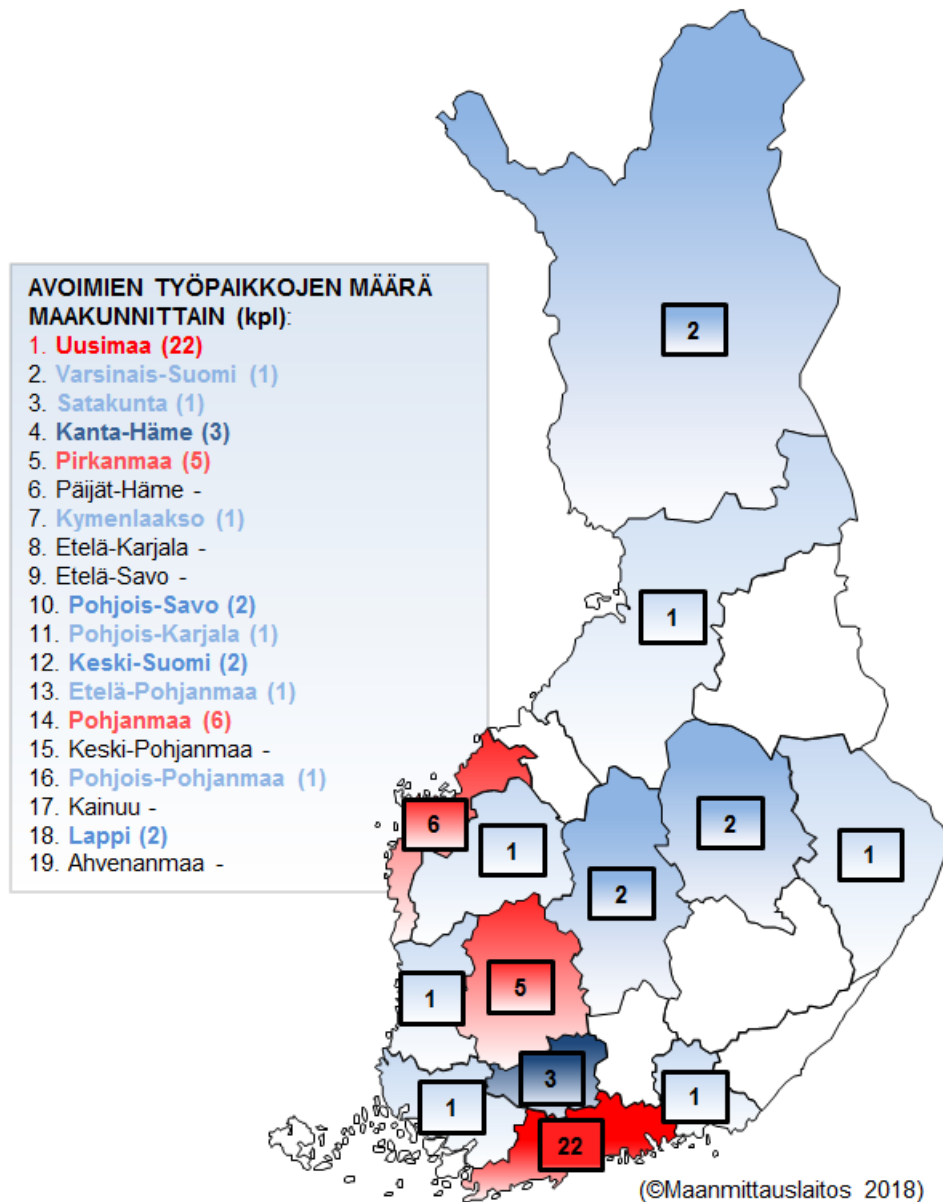 AVOIMIEN TYÖPAIKKOJEN MÄÄRÄ
MAAKUNNITTAIN (kpl):
1. Uusimaa (22)
2. Varsinais-Suomi (1)
3. Satakunta (1)
4. Kanta-Häme (3)
5. Pirkanmaa (5)
6. Päijät-Häme -
7. Kymenlaakso (1)
8. Etelä-Karjala -
9. Etelä-Savo -
10. Pohjois-Savo (2)
11. Pohjois-Karjala (1)
12. Keski-Suomi (2)
13. Etelä-Pohjanmaa (1)
14. Pohjanmaa (6)
15. Keski-Pohjanmaa -
16. Pohjois-Pohjanmaa (1)
17. Kainuu -
18. Lappi (2)
19. Ahvenanmaa -
2
1
6
1
2
2
1
1
5
3
1
1
22
(©Maanmittauslaitos 2018)